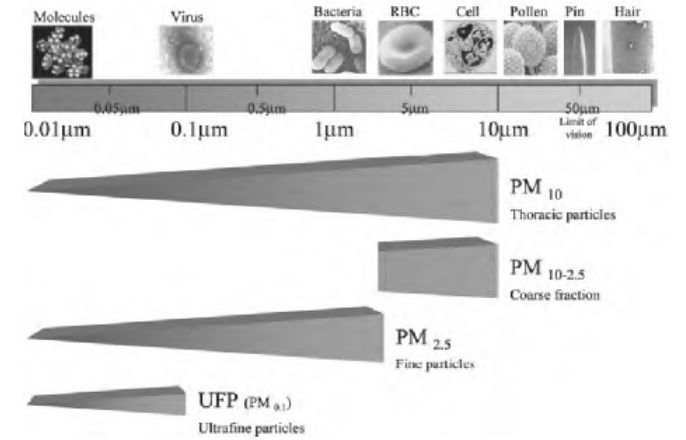 Molecules Virus Bacteria RBC Cell Pollen Pin Hair
0.05µm 0.5µm 5µm 50µm
0.01µm 0.1µm 1µm 10µm Limit of vision 100µm
PM 10
Thoracic particles
PM 10-2.5
Coarse fraction
PM 2.5
Fine particles
UFP (PM 0.1)
Ultrafine particles